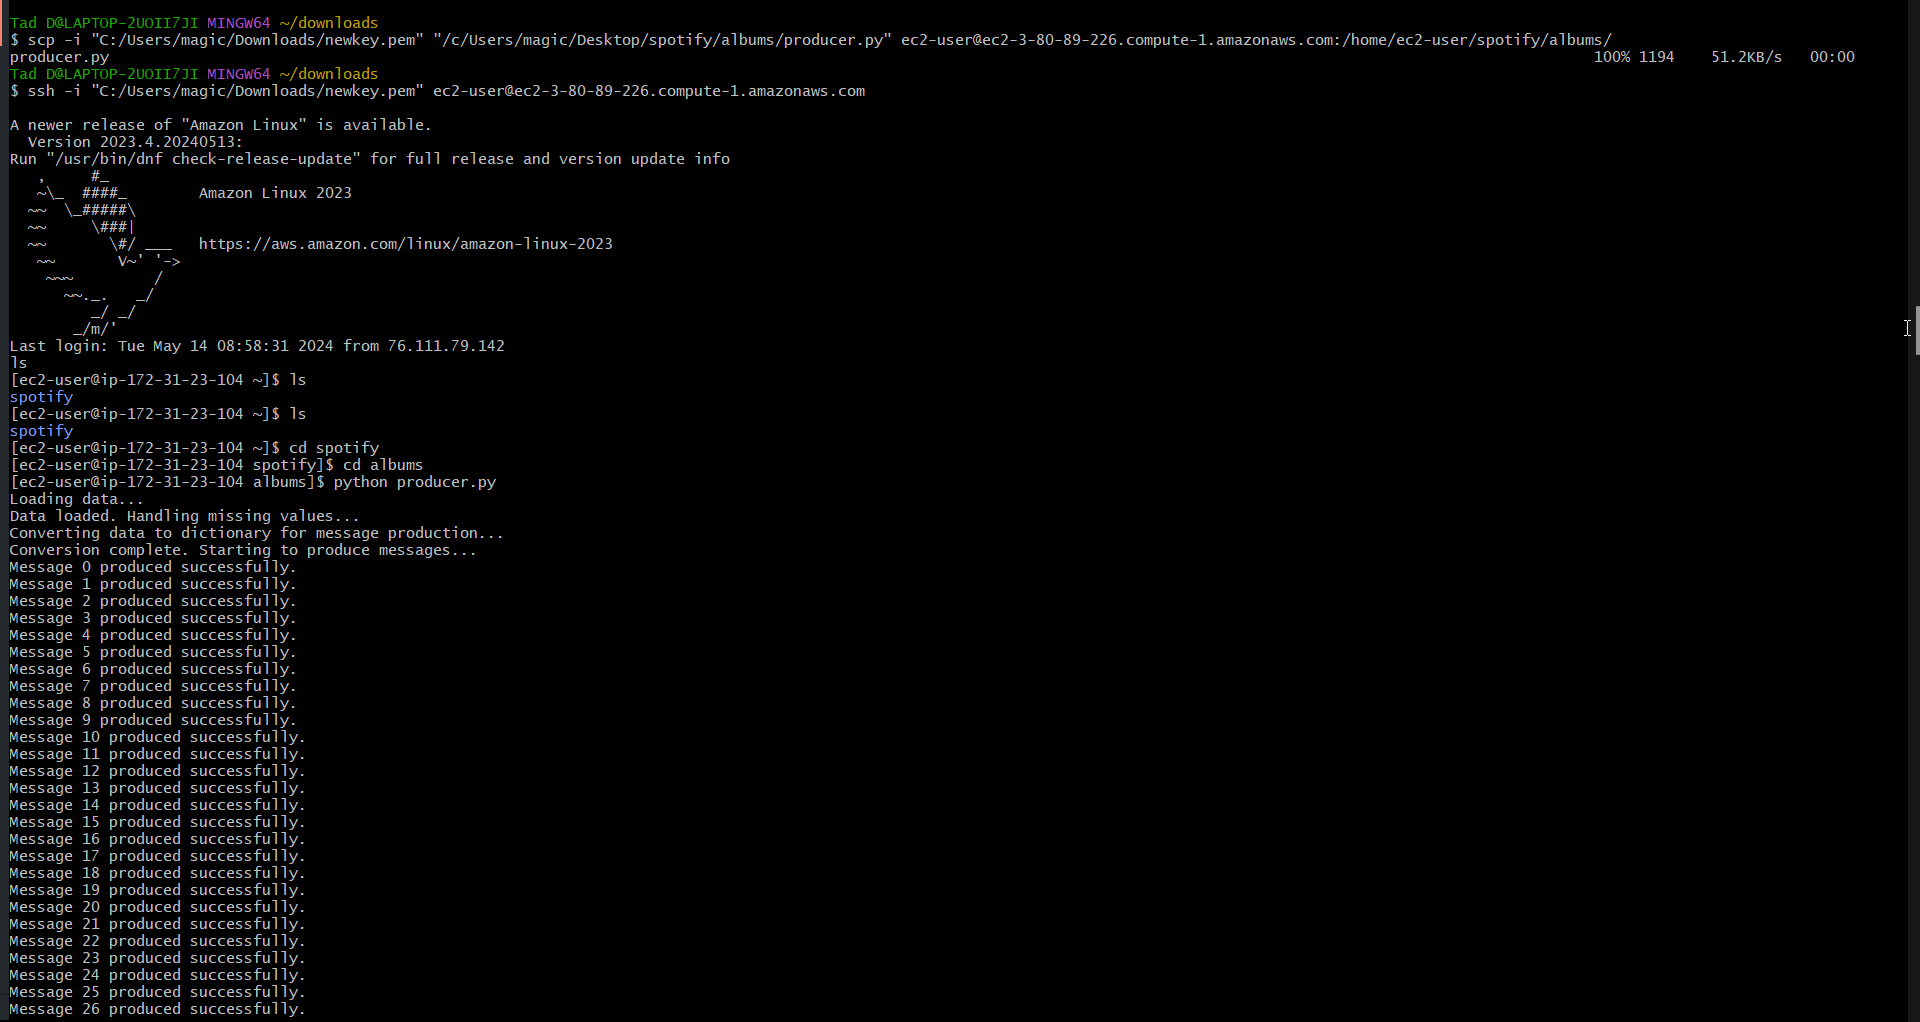 Tad D@LAPTOP-2UOII7JI MINGW64 ~/downloads
$ scp -i "C:/Users/magic/Downloads/newkey.pem" "/c/Users/magic/Desktop/spotify/albums/producer.py" ec2-user@ec2-3-80-89-226.compute-1.amazonaws.com:/home/ec2-user/spotify/albums/
producer.py 100% 1194 51.2KB/s 00:00
Tad D@LAPTOP-2UOII7JI MINGW64 ~/downloads
$ ssh -i "C:/Users/magic/Downloads/newkey.pem" ec2-user@ec2-3-80-89-226.compute-1.amazonaws.com
A newer release of "Amazon Linux" is available.
  Version 2023.4.20240513:
Run "/usr/bin/dnf check-release-update" for full release and version update info
   ,     #_
   ~\_  ####_        Amazon Linux 2023
  ~~  \_#####\
  ~~     \###|
  ~~       \#/ ___   https://aws.amazon.com/linux/amazon-linux-2023
   ~~       V~' '->
    ~~~         /
      ~~._.   _/
         _/ _/
       _/m/'
Last login: Tue May 14 08:58:31 2024 from 76.111.79.142
ls
[ec2-user@ip-172-31-23-104 ~]$ ls
spotify
[ec2-user@ip-172-31-23-104 ~]$ ls
spotify
[ec2-user@ip-172-31-23-104 ~]$ cd spotify
[ec2-user@ip-172-31-23-104 spotify]$ cd albums
[ec2-user@ip-172-31-23-104 albums]$ python producer.py
Loading data...
Data loaded. Handling missing values...
Converting data to dictionary for message production...
Conversion complete. Starting to produce messages...
Message 0 produced successfully.
Message 1 produced successfully.
Message 2 produced successfully.
Message 3 produced successfully.
Message 4 produced successfully.
Message 5 produced successfully.
Message 6 produced successfully.
Message 7 produced successfully.
Message 8 produced successfully.
Message 9 produced successfully.
Message 10 produced successfully.
Message 11 produced successfully.
Message 12 produced successfully.
Message 13 produced successfully.
Message 14 produced successfully.
Message 15 produced successfully.
Message 16 produced successfully.
Message 17 produced successfully.
Message 18 produced successfully.
Message 19 produced successfully.
Message 20 produced successfully.
Message 21 produced successfully.
Message 22 produced successfully.
Message 23 produced successfully.
Message 24 produced successfully.
Message 25 produced successfully.
Message 26 produced successfully.